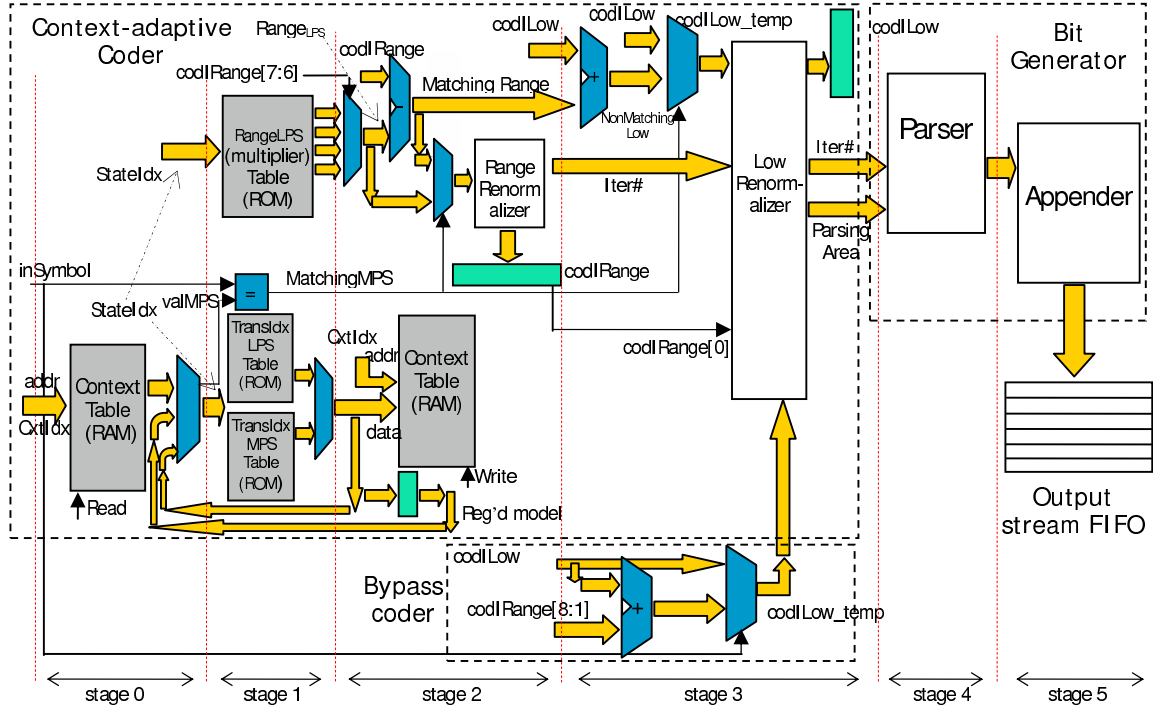 Context-adaptive
Coder
Range LPS
codIRange
codILow
codILow
codILow_temp
codILow
Bit
Generator
codIRange[7:6]
Matching Range
+
-
NonMatching
Low
RangeLPS
(multiplier)
Table
(ROM)
StateIdx
Range
Renorm
alizer
Iter#
Low
Renorm-
alizer
Iter#
Parsing
Area
Parser
Appender
inSymbol
valMPS
=
MatchingMPS
codIRange
StateIdx
codIRange[0]
TransIdx
LPS
Table
(ROM)
CxtIdx
addr
Context
Table
(RAM)
addr
CxtIdx
Context
Table
(RAM)
TransIdx
MPS
Table
(ROM)
data
Read
Write
Reg'd model
Output
stream FIFO
Bypass
coder
codILow
codIRange[8:1]
+
codILow_temp
stage 0
stage 1
stage 2
stage 3
stage 4
stage 5